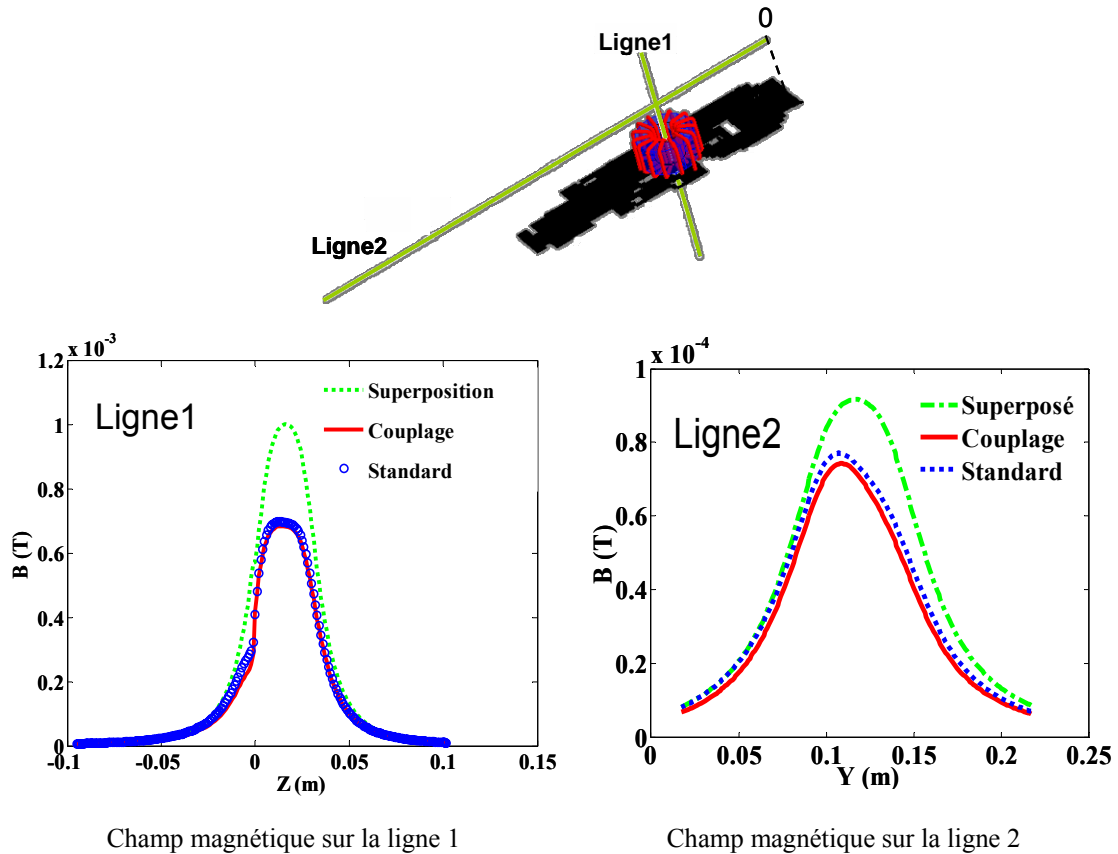 0
Ligne1
Ligne2
x 10^-3
1.2
1
0.8
0.6
0.4
0.2
0
-0.1
-0.05
0
0.05
0.1
0.15
B (T)
Z (m)
Ligne1
Superposition
Couplage
Standard
x 10^-4
1
0.8
0.6
0.4
0.2
0
0
0.05
0.1
0.15
0.2
0.25
B (T)
Y (m)
Ligne2
Superposé
Couplage
Standard
Champ magnétique sur la ligne 1
Champ magnétique sur la ligne 2